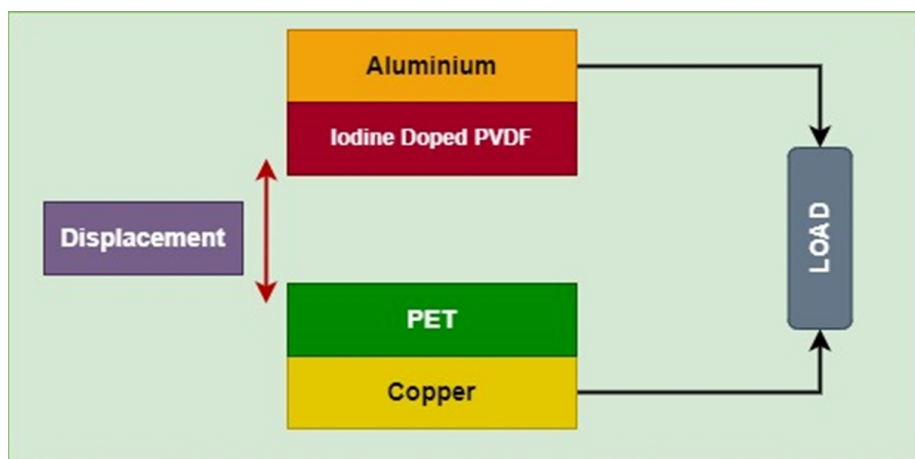 Aluminium
Iodine Doped PVDF
Displacement
LOAD
PET
Copper